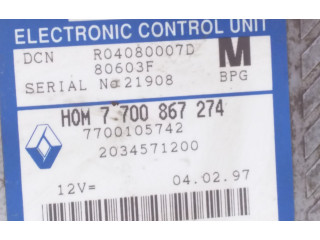 ELECTRONIC CONTROL UNIT
DCN R04080007D M
80603F BPG
SERIAL No 21908
HOM 7 700 867 274
7700105742
2034571200
12V= 04.02.97